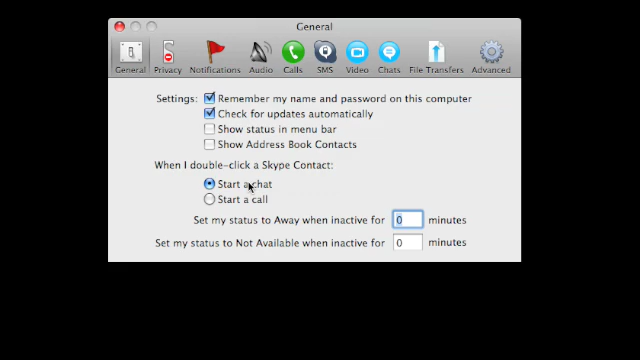 General
General Privacy Notifications Audio Calls SMS Video Chats File Transfers Advanced
Settings: Remember my name and password on this computer
Check for updates automatically
Show status in menu bar
Show Address Book Contacts
When I double-click a Skype Contact:
Start a chat
Start a call
Set my status to Away when inactive for 0 minutes
Set my status to Not Available when inactive for 0 minutes